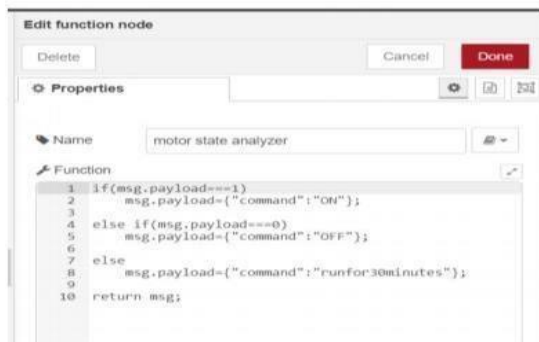 Edit function node
Delete Cancel Done
Properties
Name motor state analyzer
Function
1 if(msg.payload===1)
2 msg.payload={"command":"ON"};
3
4 else if(msg.payload===0)
5 msg.payload={"command":"OFF"};
6
7 else
8 msg.payload={"command":"runfor30minutes"};
9
10 return msg;